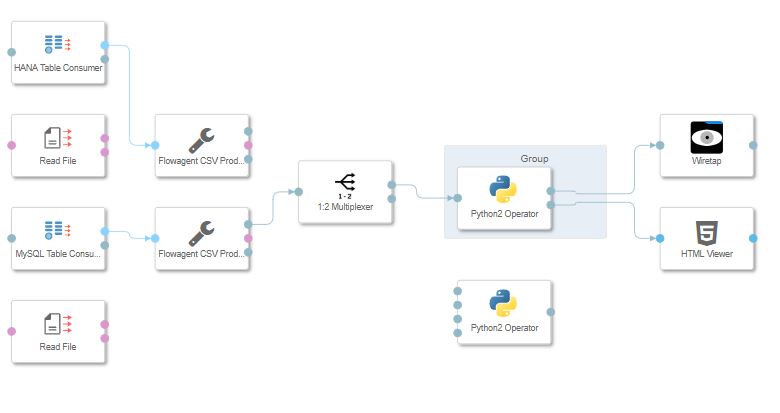 HANA Table Consumer
Read File
Flowagent CSV Prod...
MySQL Table Consu...
Flowagent CSV Prod...
Read File
1 - 2
1:2 Multiplexer
Group
Python2 Operator
Python2 Operator
Wiretap
5
HTML Viewer